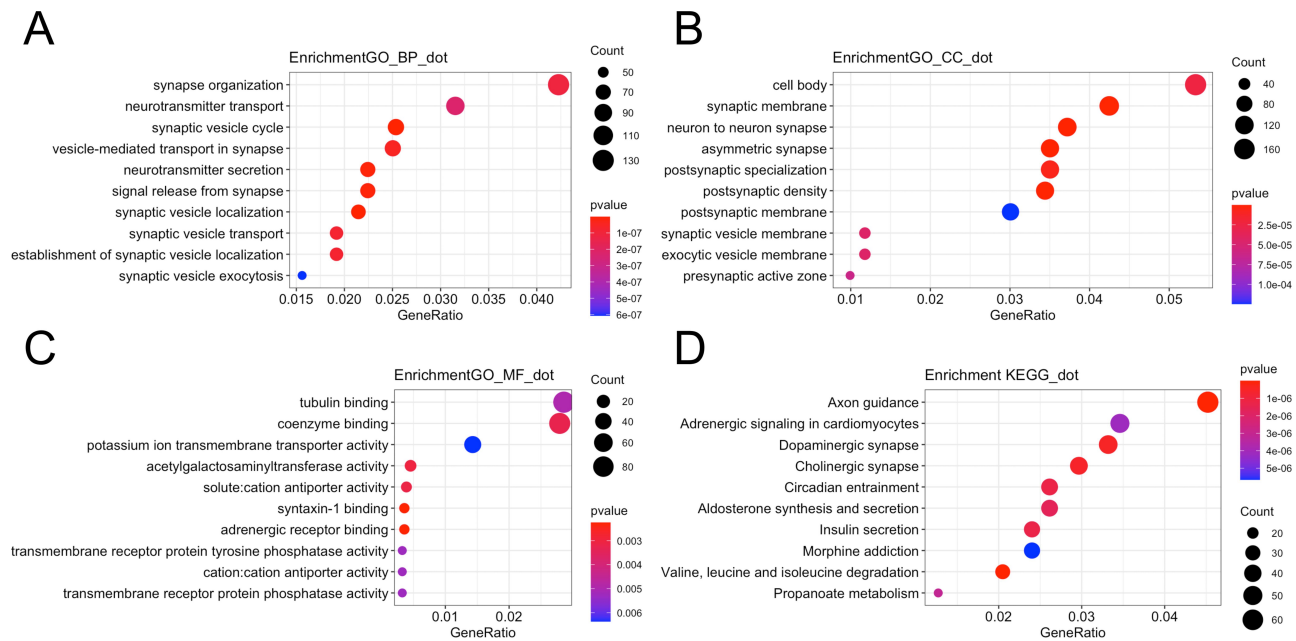 A
EnrichmentGO_BP_dot
synapse organization
neurotransmitter transport
synaptic vesicle cycle
vesicle-mediated transport in synapse
neurotransmitter secretion
signal release from synapse
synaptic vesicle localization
synaptic vesicle transport
establishment of synaptic vesicle localization
synaptic vesicle exocytosis
0.015 0.020 0.025 0.030 0.035 0.040
GeneRatio
Count
50
70
90
110
130
pvalue
1e-07
2e-07
3e-07
4e-07
5e-07
6e-07
B
EnrichmentGO_CC_dot
cell body
synaptic membrane
neuron to neuron synapse
asymmetric synapse
postsynaptic specialization
postsynaptic density
postsynaptic membrane
synaptic vesicle membrane
exocytic vesicle membrane
presynaptic active zone
0.01 0.02 0.03 0.04 0.05
GeneRatio
Count
40
80
120
160
pvalue
2.5e-05
5.0e-05
7.5e-05
1.0e-04
C
EnrichmentGO_MF_dot
tubulin binding
coenzyme binding
potassium ion transmembrane transporter activity
acetylgalactosaminyltransferase activity
solute:cation antiporter activity
syntaxin-1 binding
adrenergic receptor binding
transmembrane receptor protein tyrosine phosphatase activity
cation:cation antiporter activity
transmembrane receptor protein phosphatase activity
0.01 0.02
GeneRatio
Count
20
40
60
80
pvalue
0.003
0.004
0.005
0.006
D
Enrichment KEGG_dot
Axon guidance
Adrenergic signaling in cardiomyocytes
Dopaminergic synapse
Cholinergic synapse
Circadian entrainment
Aldosterone synthesis and secretion
Insulin secretion
Morphine addiction
Valine, leucine and isoleucine degradation
Propanoate metabolism
0.02 0.03 0.04
GeneRatio
pvalue
1e-06
2e-06
3e-06
4e-06
5e-06
Count
20
30
40
50
60